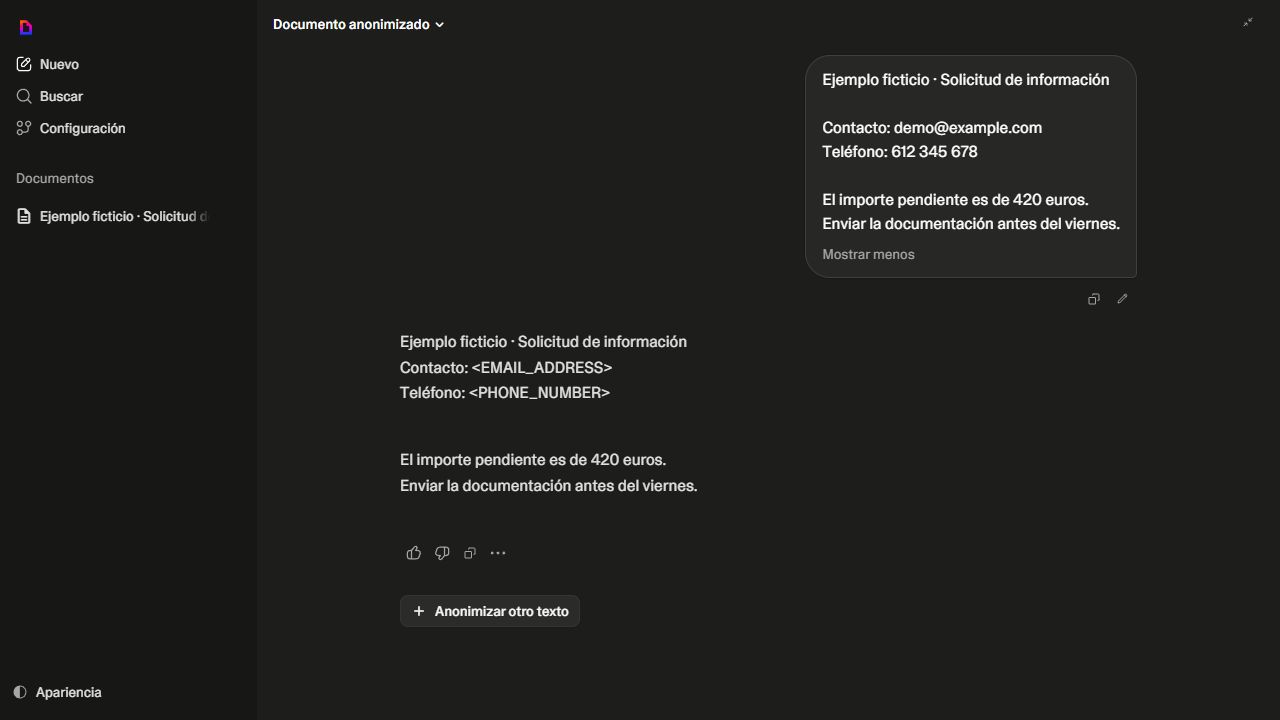 Nuevo
Buscar
Configuración
Documentos
Ejemplo ficticio · Solicitud d
Apariencia
Documento anonimizado
Ejemplo ficticio · Solicitud de información
Contacto: demo@example.com
Teléfono: 612 345 678
El importe pendiente es de 420 euros.
Enviar la documentación antes del viernes.
Mostrar menos
Ejemplo ficticio · Solicitud de información
Contacto: <EMAIL_ADDRESS>
Teléfono: <PHONE_NUMBER>
El importe pendiente es de 420 euros.
Enviar la documentación antes del viernes.
Anonimizar otro texto